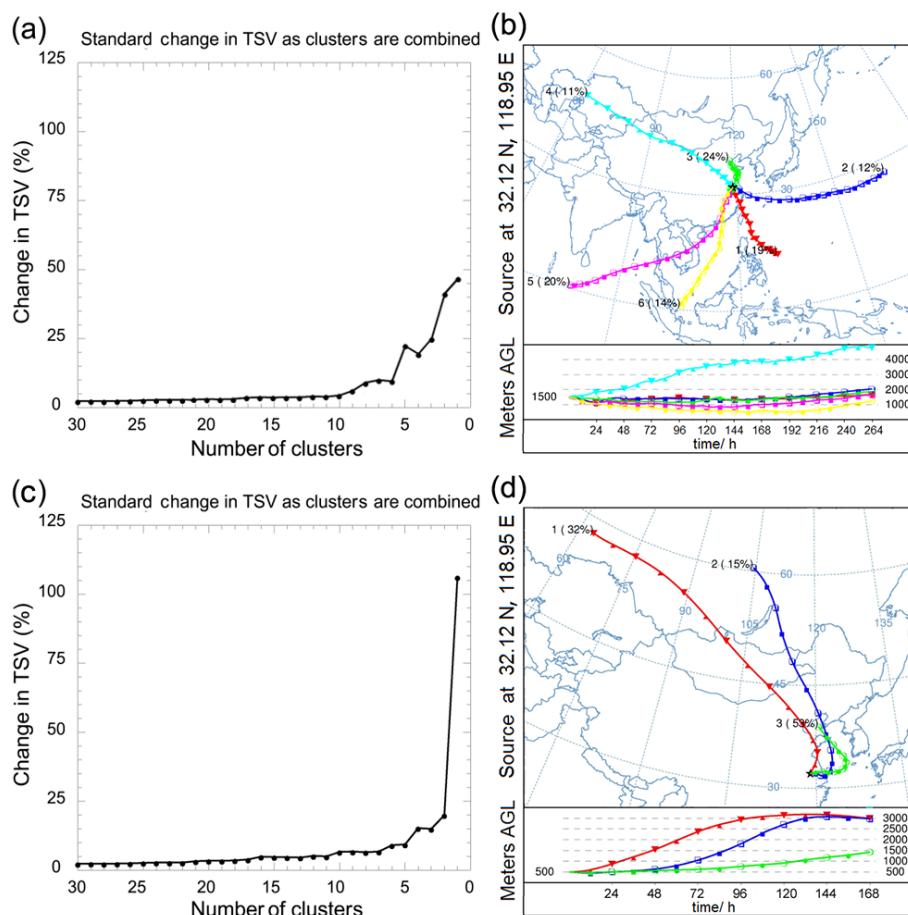 (a)
Standard change in TSV as clusters are combined
125
100
75
50
25
0
Change in TSV (%)
30 25 20 15 10 5 0
Number of clusters
(b)
Source at 32.12 N, 118.95 E
4 ( 11%)
60
90
120
150
60
3 ( 24%)
2 ( 12%)
30
1 ( 19%)
5 ( 20%)
6 ( 14%)
0
Meters AGL
1500
4000
3000
2000
1000
24 48 72 96 120 144 168 192 216 240 264
time/ h
(c)
Standard change in TSV as clusters are combined
125
100
75
50
25
0
Change in TSV (%)
30 25 20 15 10 5 0
Number of clusters
(d)
Source at 32.12 N, 118.95 E
1 ( 32%)
2 ( 15%)
60
60
75
90
105
120
135
45
3 ( 53%)
30
Meters AGL
500
3000
2500
2000
1500
1000
500
24 48 72 96 120 144 168
time/ h